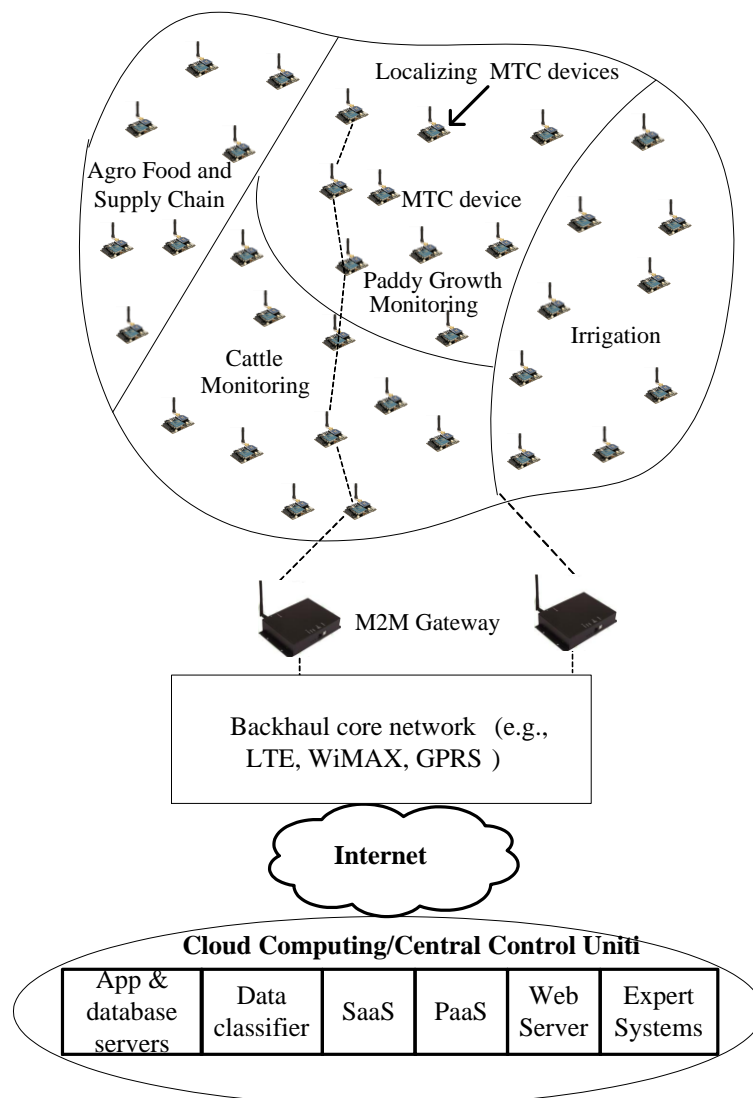 Localizing MTC devices
Agro Food and
Supply Chain
MTC device
Paddy Growth
Monitoring
Irrigation
Cattle
Monitoring
M2M Gateway
Backhaul core network (e.g.,
LTE, WiMAX, GPRS )
Internet
Cloud Computing/Central Control Uniti
App &
database
servers
Data
classifier
SaaS
PaaS
Web
Server
Expert
Systems